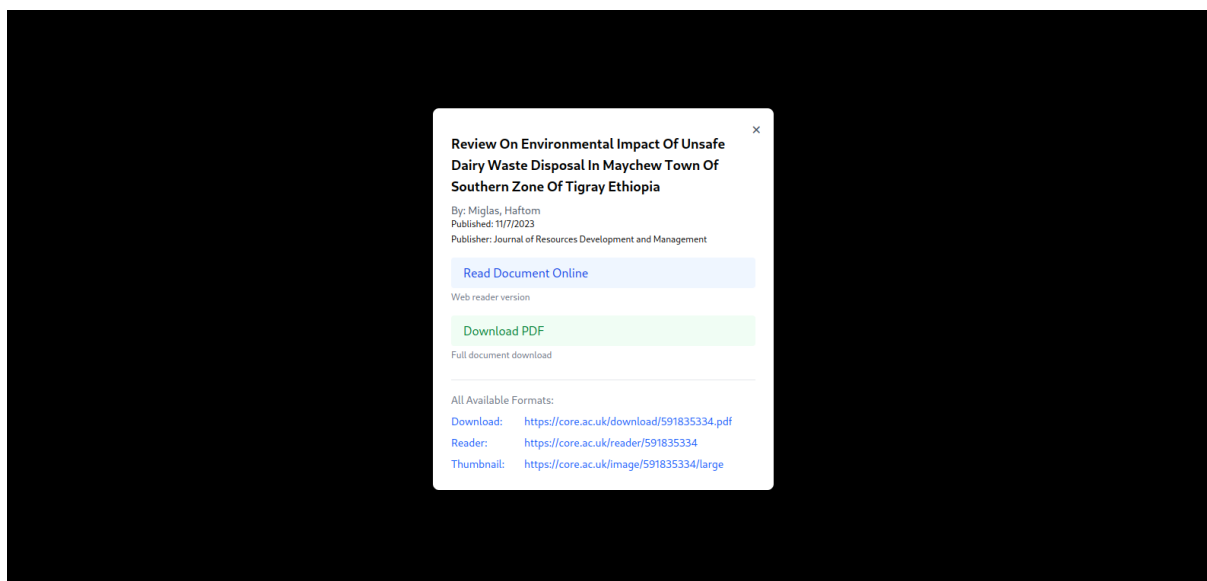 ×
Review On Environmental Impact Of Unsafe
Dairy Waste Disposal In Maychew Town Of
Southern Zone Of Tigray Ethiopia
By: Miglas, Haftom
Published: 11/7/2023
Publisher: Journal of Resources Development and Management
Read Document Online
Web reader version
Download PDF
Full document download
All Available Formats:
Download: https://core.ac.uk/download/591835334.pdf
Reader: https://core.ac.uk/reader/591835334
Thumbnail: https://core.ac.uk/image/591835334/large